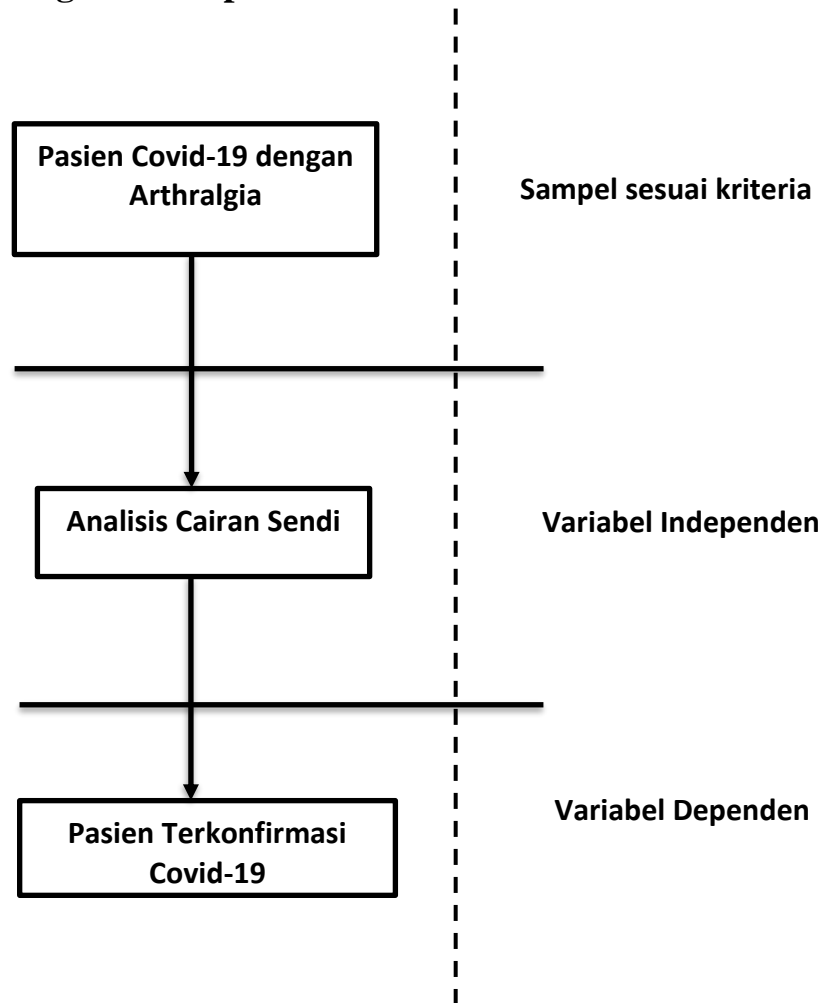 Pasien Covid-19 dengan
Arthralgia
Sampel sesuai kriteria
Analisis Cairan Sendi
Variabel Independen
Variabel Dependen
Pasien Terkonfirmasi
Covid-19